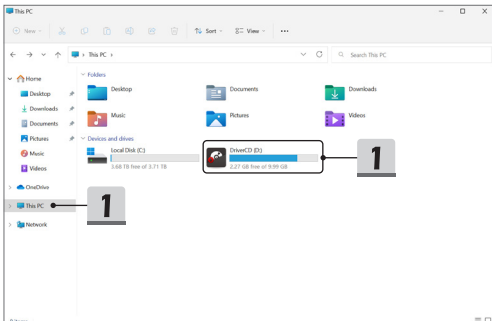 This PC
New
Sort
View
This PC
Search This PC
Home
Desktop
Downloads
Documents
Pictures
Music
Videos
OneDrive
This PC
Network
Folders
Desktop
Documents
Downloads
Music
Pictures
Videos
Devices and drives
Local Disk (C:)
3.68 TB free of 3.71 TB
DriverCD (D:)
2.27 GB free of 9.99 GB
1
1